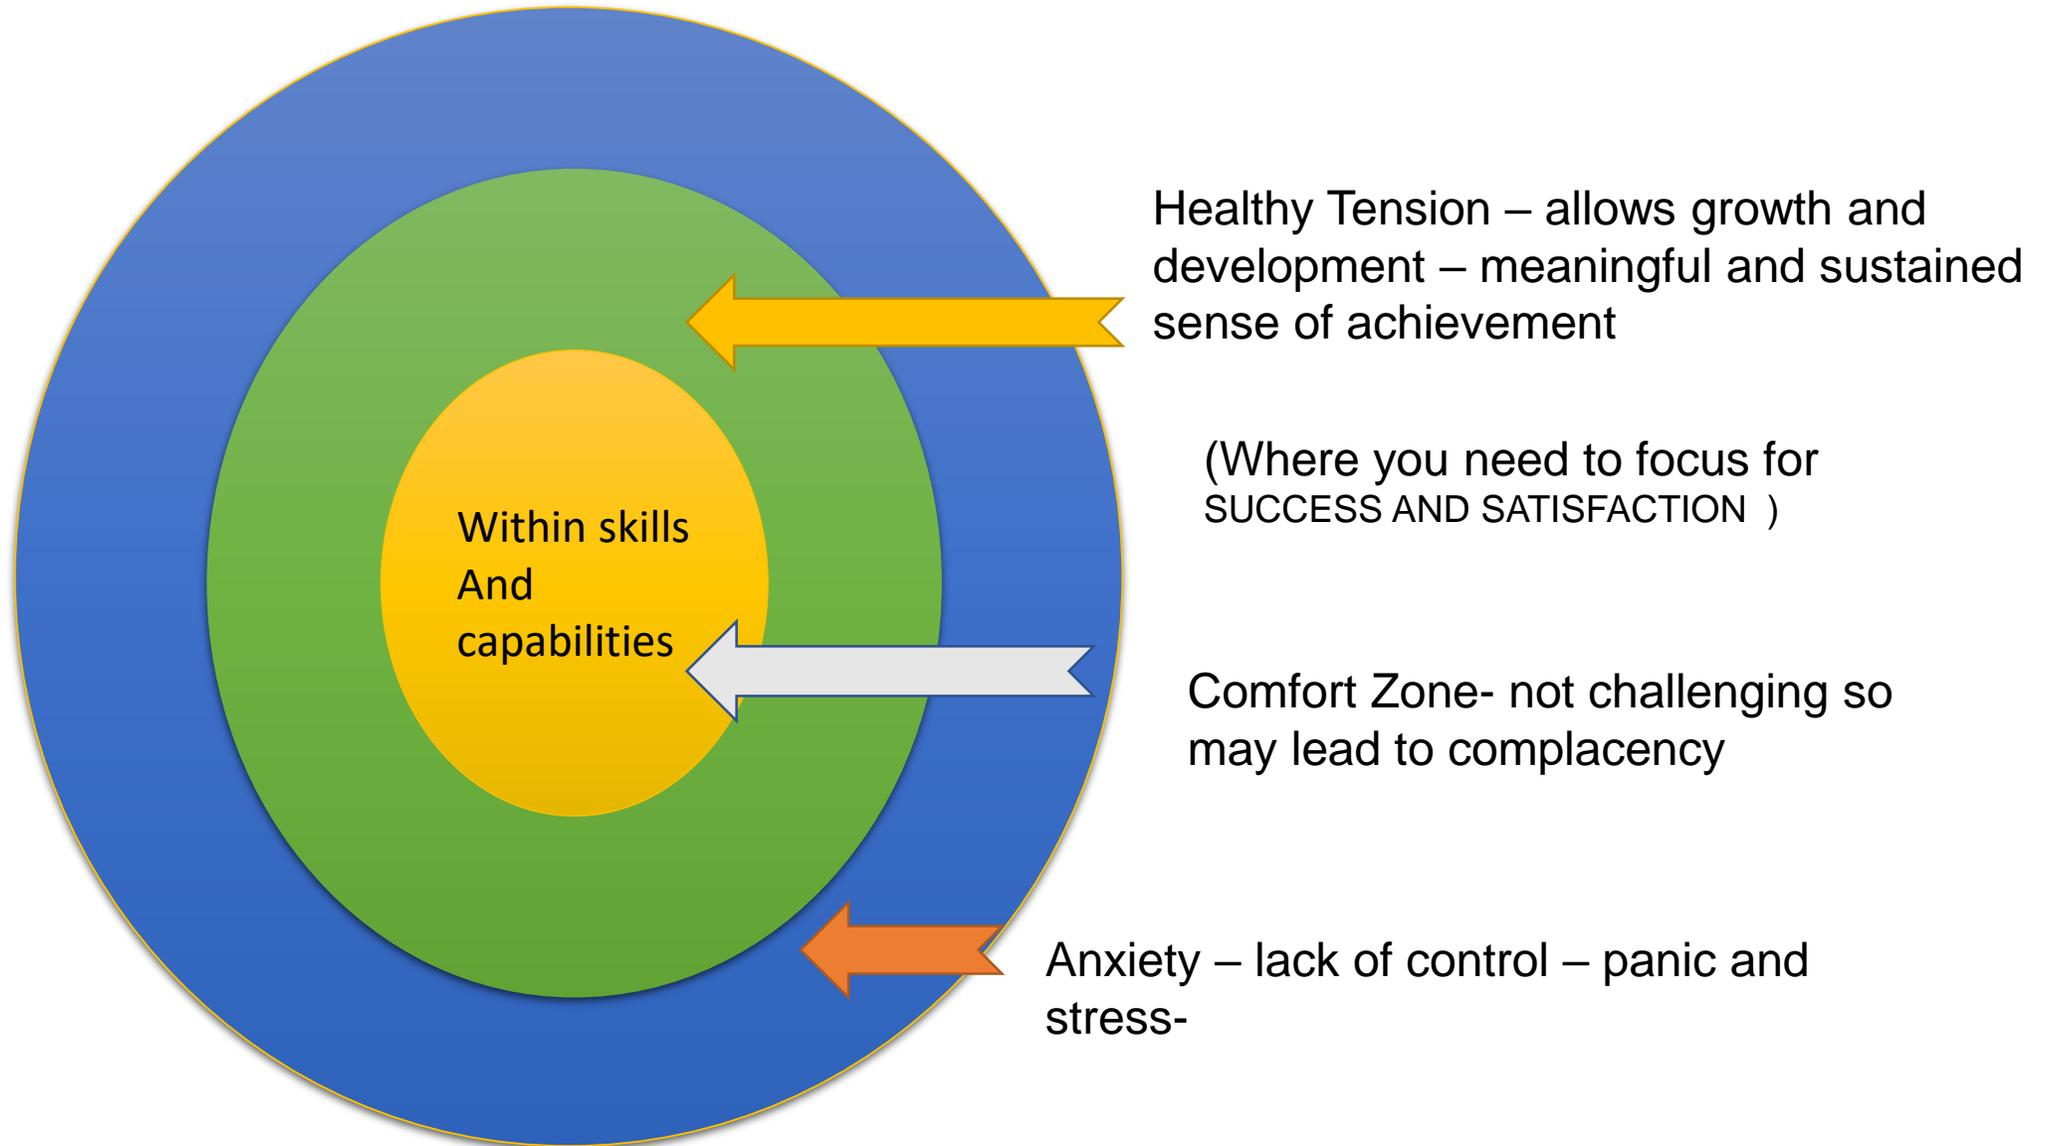 Healthy Tension – allows growth and
development – meaningful and sustained
sense of achievement
(Where you need to focus for
SUCCESS AND SATISFACTION )
Within skills
And
capabilities
Comfort Zone- not challenging so
may lead to complacency
Anxiety – lack of control – panic and
stress-